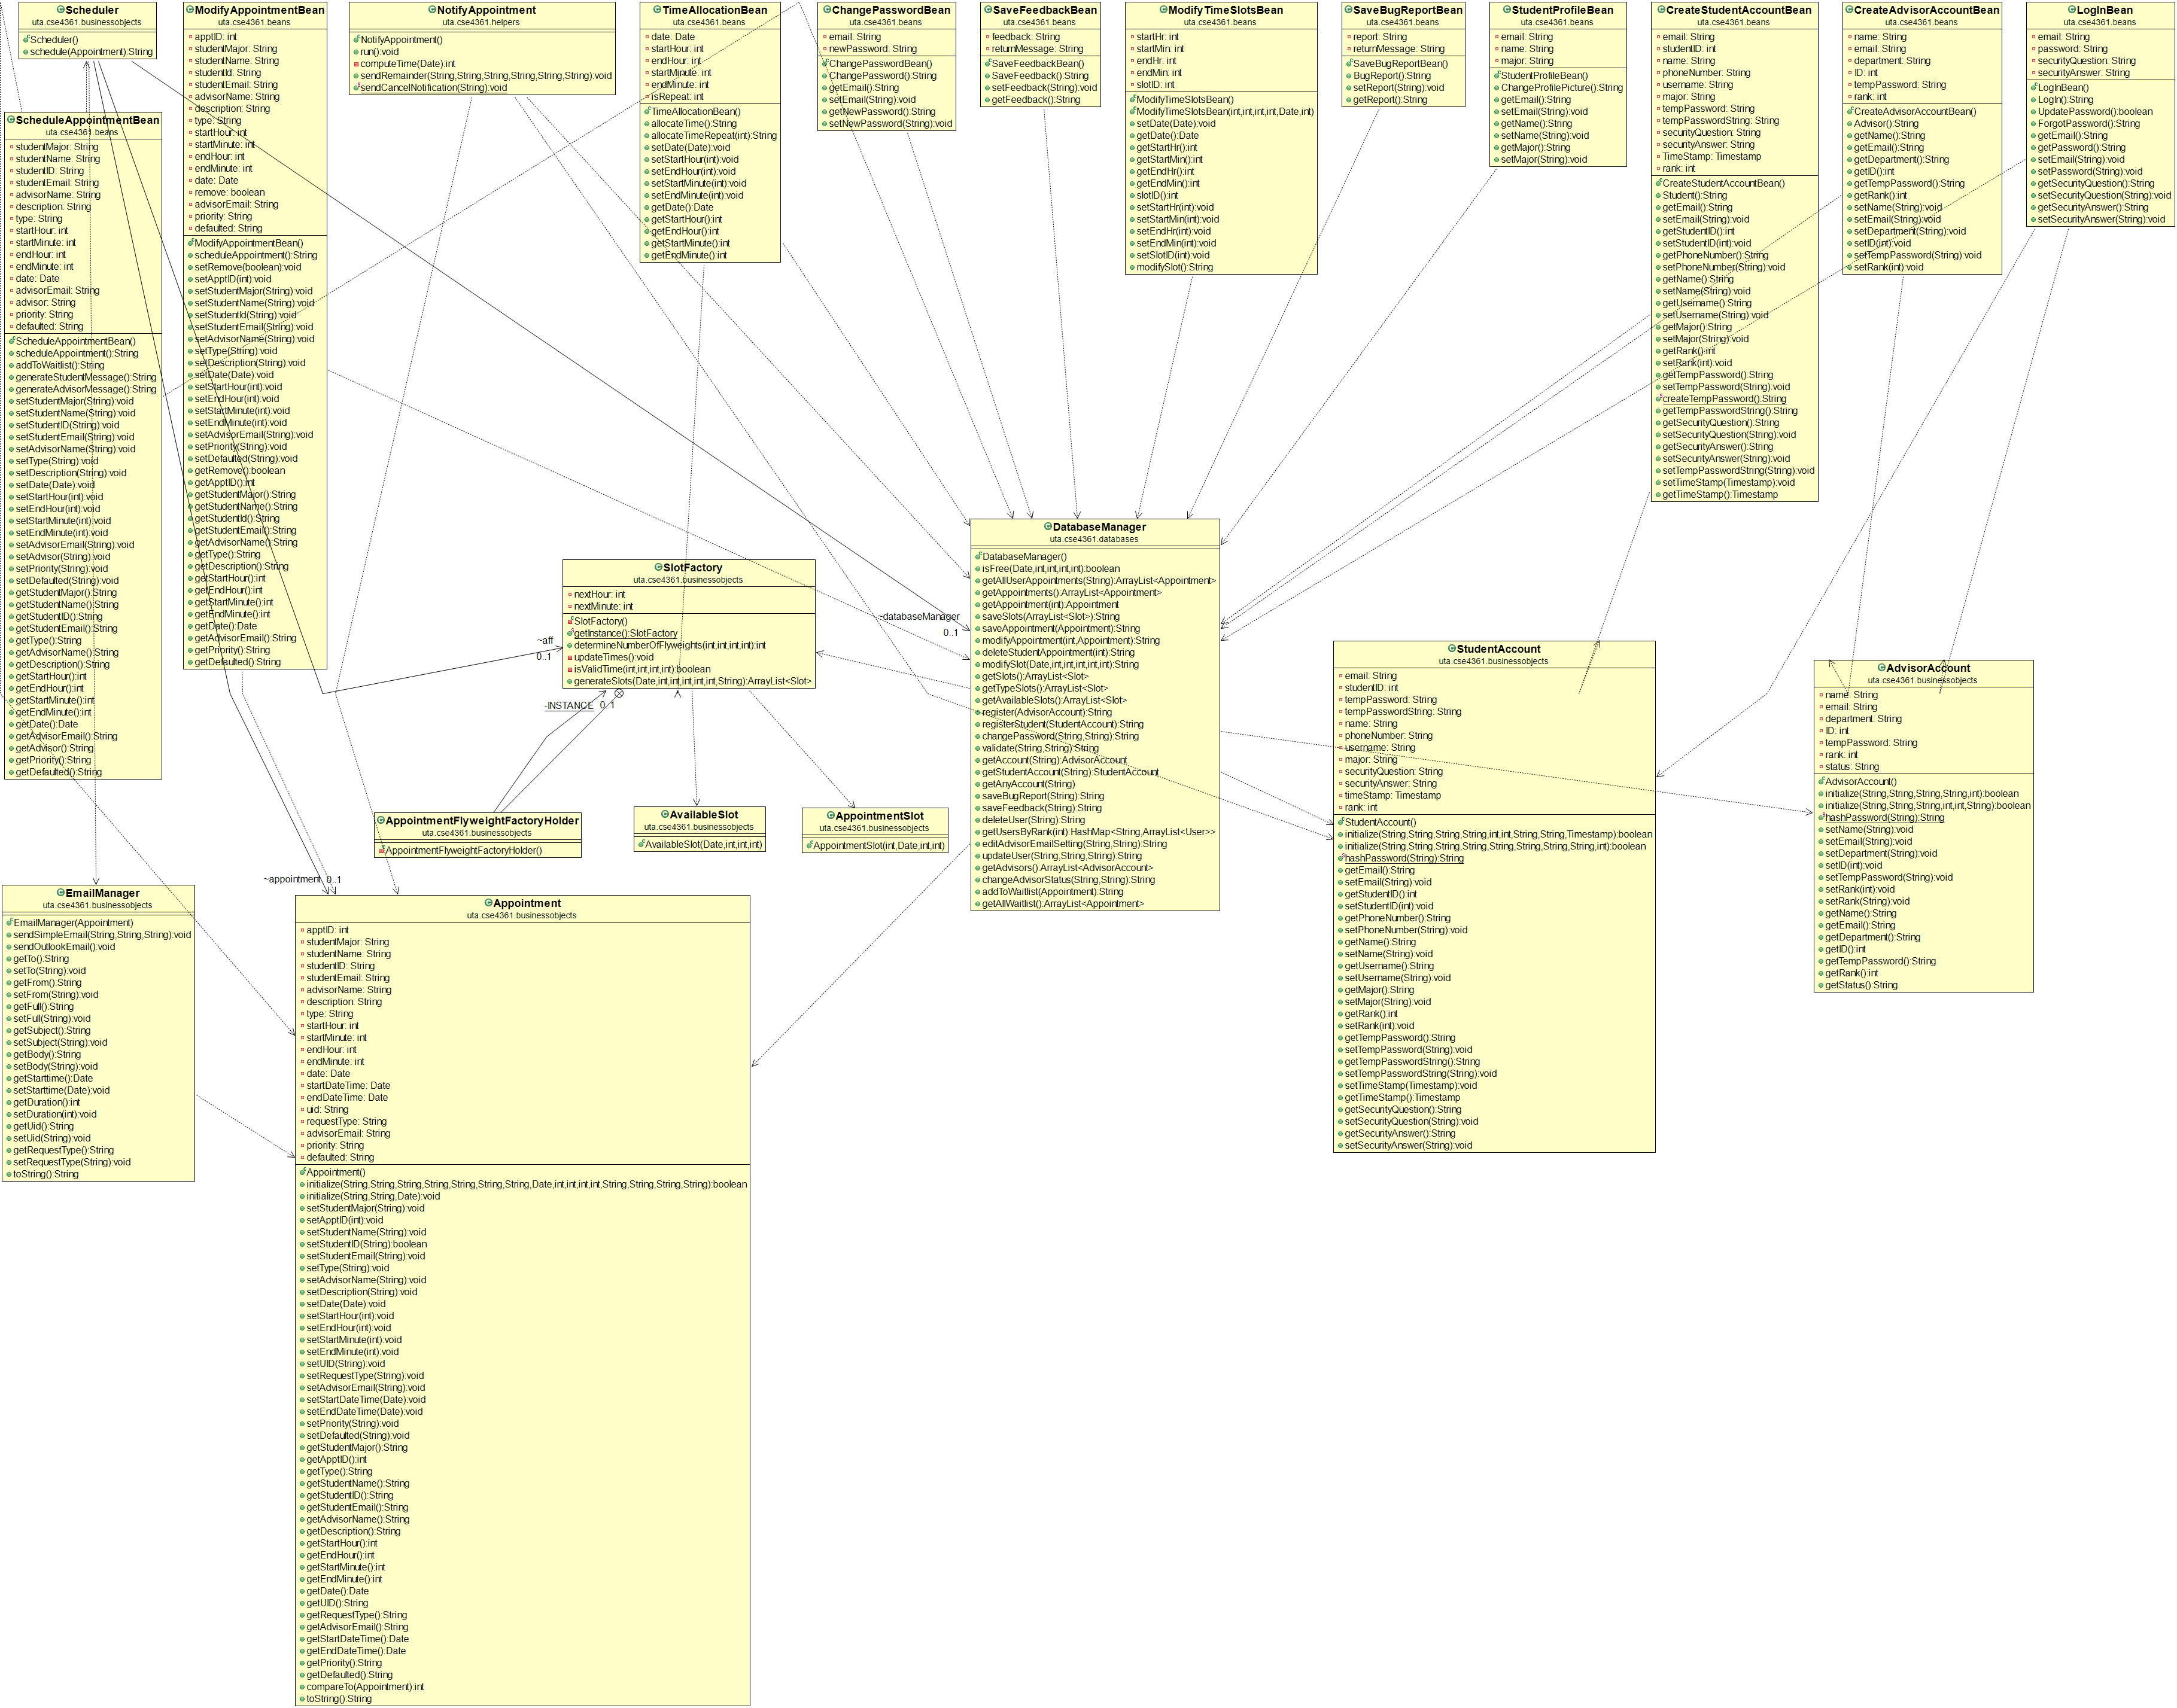 Scheduler
uta.cse4361.businessobjects
Scheduler()
schedule(Appointment):String
ScheduleAppointmentBean
uta.cse4361.beans
studentMajor: String
studentName: String
studentID: String
studentEmail: String
advisorName: String
description: String
type: String
startHour: int
startMinute: int
endHour: int
endMinute: int
date: Date
advisorEmail: String
advisor: String
priority: String
defaulted: String
ScheduleAppointmentBean()
scheduleAppointment():String
addToWaitlist():String
generateStudentMessage():String
generateAdvisorMessage():String
setStudentMajor(String):void
setStudentName(String):void
setStudentID(String):void
setStudentEmail(String):void
setAdvisorName(String):void
setType(String):void
setDescription(String):void
setDate(Date):void
setStartHour(int):void
setEndHour(int):void
setStartMinute(int):void
setEndMinute(int):void
setAdvisorEmail(String):void
setAdvisor(String):void
setPriority(String):void
setDefaulted(String):void
getStudentMajor():String
getStudentName():String
getStudentID():String
getStudentEmail():String
getType():String
getAdvisorName():String
getDescription():String
getStartHour():int
getEndHour():int
getStartMinute():int
getEndMinute():int
getDate():Date
getAdvisorEmail():String
getAdvisor():String
getPriority():String
getDefaulted():String
ModifyAppointmentBean
uta.cse4361.beans
apptID: int
studentMajor: String
studentName: String
studentId: String
studentEmail: String
advisorName: String
description: String
type: String
startHour: int
startMinute: int
endHour: int
endMinute: int
date: Date
remove: boolean
advisorEmail: String
priority: String
defaulted: String
ModifyAppointmentBean()
scheduleAppointment():String
setRemove(boolean):void
setApptID(int):void
setStudentMajor(String):void
setStudentName(String):void
setStudentId(String):void
setStudentEmail(String):void
setAdvisorName(String):void
setType(String):void
setDescription(String):void
setDate(Date):void
setStartHour(int):void
setEndHour(int):void
setStartMinute(int):void
setEndMinute(int):void
setAdvisorEmail(String):void
setPriority(String):void
setDefaulted(String):void
getRemove():boolean
getApptID():int
getStudentMajor():String
getStudentName():String
getStudentId():String
getStudentEmail():String
getAdvisorName():String
getType():String
getDescription():String
getStartHour():int
getEndHour():int
getStartMinute():int
getEndMinute():int
getDate():Date
getAdvisorEmail():String
getPriority():String
getDefaulted():String
NotifyAppointment
uta.cse4361.helpers
NotifyAppointment()
run():void
computeTime(Date):int
sendRemainder(String,String,String,String,String,String):void
sendCancelNotification(String):void
TimeAllocationBean
uta.cse4361.beans
date: Date
startHour: int
endHour: int
startMinute: int
endMinute: int
isRepeat: int
TimeAllocationBean()
allocateTime():String
allocateTimeRepeat(int):String
setDate(Date):void
setStartHour(int):void
setEndHour(int):void
setStartMinute(int):void
setEndMinute(int):void
getDate():Date
getStartHour():int
getEndHour():int
getStartMinute():int
getEndMinute():int
ChangePasswordBean
uta.cse4361.beans
email: String
newPassword: String
ChangePasswordBean()
ChangePassword():String
getEmail():String
setEmail(String):void
getNewPassword():String
setNewPassword(String):void
SaveFeedbackBean
uta.cse4361.beans
feedback: String
returnMessage: String
SaveFeedbackBean()
SaveFeedback():String
setFeedback(String):void
getFeedback():String
ModifyTimeSlotsBean
uta.cse4361.beans
startHr: int
startMin: int
endHr: int
endMin: int
slotID: int
ModifyTimeSlotsBean()
ModifyTimeSlotsBean(int,int,int,int,Date,int)
setDate(Date):void
getDate():Date
getStartHr():int
getStartMin():int
getEndHr():int
getEndMin():int
slotID():int
setStartHr(int):void
setStartMin(int):void
setEndHr(int):void
setEndMin(int):void
setSlotID(int):void
modifySlot():String
SaveBugReportBean
uta.cse4361.beans
report: String
returnMessage: String
SaveBugReportBean()
BugReport():String
setReport(String):void
getReport():String
StudentProfileBean
uta.cse4361.beans
email: String
name: String
major: String
StudentProfileBean()
ChangeProfilePicture():String
getEmail():String
setEmail(String):void
getName():String
setName(String):void
getMajor():String
setMajor(String):void
CreateStudentAccountBean
uta.cse4361.beans
email: String
studentID: int
name: String
phoneNumber: String
username: String
major: String
tempPassword: String
tempPasswordString: String
securityQuestion: String
securityAnswer: String
TimeStamp: Timestamp
rank: int
CreateStudentAccountBean()
Student():String
getEmail():String
setEmail(String):void
getStudentID():int
setStudentID(int):void
getPhoneNumber():String
setPhoneNumber(String):void
getName():String
setName(String):void
getUsername():String
setUsername(String):void
getMajor():String
setMajor(String):void
getRank():int
setRank(int):void
getTempPassword():String
setTempPassword(String):void
createTempPassword():String
getTempPasswordString():String
getSecurityQuestion():String
setSecurityQuestion(String):void
getSecurityAnswer():String
setSecurityAnswer(String):void
setTempPasswordString(String):void
setTimeStamp(Timestamp):void
getTimeStamp():Timestamp
CreateAdvisorAccountBean
uta.cse4361.beans
name: String
email: String
department: String
ID: int
tempPassword: String
rank: int
CreateAdvisorAccountBean()
Advisor():String
getName():String
getEmail():String
getDepartment():String
getID():int
getTempPassword():String
getRank():int
setName(String):void
setEmail(String):void
setDepartment(String):void
setID(int):void
setTempPassword(String):void
setRank(int):void
LogInBean
uta.cse4361.beans
email: String
password: String
securityQuestion: String
securityAnswer: String
LogInBean()
LogIn():String
UpdatePassword():boolean
ForgotPassword():String
getEmail():String
getPassword():String
setEmail(String):void
setPassword(String):void
getSecurityQuestion():String
setSecurityQuestion(String):void
getSecurityAnswer():String
setSecurityAnswer(String):void
DatabaseManager
uta.cse4361.databases
DatabaseManager()
isFree(Date,int,int,int,int):boolean
getAllUserAppointments(String):ArrayList<Appointment>
getAppointments():ArrayList<Appointment>
getAppointment(int):Appointment
saveSlots(ArrayList<Slot>):String
saveAppointment(Appointment):String
modifyAppointment(int,Appointment):String
deleteStudentAppointment(int):String
modifySlot(Date,int,int,int,int,int):String
getSlots():ArrayList<Slot>
getTypeSlots():ArrayList<Slot>
getAvailableSlots():ArrayList<Slot>
register(AdvisorAccount):String
registerStudent(StudentAccount):String
changePassword(String,String):String
validate(String,String):String
getAccount(String):AdvisorAccount
getStudentAccount(String):StudentAccount
getAnyAccount(String)
saveBugReport(String):String
saveFeedback(String):String
deleteUser(String):String
getUsersByRank(int):HashMap<String,ArrayList<User>>
editAdvisorEmailSetting(String,String):String
updateUser(String,String,String):String
getAdvisors():ArrayList<AdvisorAccount>
changeAdvisorStatus(String,String):String
addToWaitlist(Appointment):String
getAllWaitlist():ArrayList<Appointment>
~databaseManager
0..1
SlotFactory
uta.cse4361.businessobjects
nextHour: int
nextMinute: int
SlotFactory()
getInstance():SlotFactory
determineNumberOfFlyweights(int,int,int,int):int
updateTimes():void
isValidTime(int,int,int,int):boolean
generateSlots(Date,int,int,int,int,int,String):ArrayList<Slot>
~aff
0..1
-INSTANCE
0..1
AppointmentFlyweightFactoryHolder
uta.cse4361.businessobjects
AppointmentFlyweightFactoryHolder()
AvailableSlot
uta.cse4361.businessobjects
AvailableSlot(Date,int,int,int)
AppointmentSlot
uta.cse4361.businessobjects
AppointmentSlot(int,Date,int,int)
StudentAccount
uta.cse4361.businessobjects
email: String
studentID: int
tempPassword: String
tempPasswordString: String
name: String
phoneNumber: String
username: String
major: String
securityQuestion: String
securityAnswer: String
timeStamp: Timestamp
rank: int
StudentAccount()
initialize(String,String,String,String,int,int,String,String,Timestamp):boolean
initialize(String,String,String,String,String,String,String,String,int):boolean
hashPassword(String):String
getEmail():String
setEmail(String):void
getStudentID():int
setStudentID(int):void
getPhoneNumber():String
setPhoneNumber(String):void
getName():String
setName(String):void
getUsername():String
setUsername(String):void
getMajor():String
setMajor(String):void
getRank():int
setRank(int):void
getTempPassword():String
setTempPassword(String):void
getTempPasswordString():String
setTempPasswordString(String):void
setTimeStamp(Timestamp):void
getTimeStamp():Timestamp
getSecurityQuestion():String
setSecurityQuestion(String):void
getSecurityAnswer():String
setSecurityAnswer(String):void
AdvisorAccount
uta.cse4361.businessobjects
name: String
email: String
department: String
ID: int
tempPassword: String
rank: int
status: String
AdvisorAccount()
initialize(String,String,String,String,int):boolean
initialize(String,String,String,int,int,String):boolean
hashPassword(String):String
setName(String):void
setEmail(String):void
setDepartment(String):void
setID(int):void
setTempPassword(String):void
setRank(int):void
setRank(String):void
getName():String
getEmail():String
getDepartment():String
getID():int
getTempPassword():String
getRank():int
getStatus():String
EmailManager
uta.cse4361.businessobjects
EmailManager(Appointment)
sendSimpleEmail(String,String,String):void
sendOutlookEmail():void
getTo():String
setTo(String):void
getFrom():String
setFrom(String):void
getFull():String
setFull(String):void
getSubject():String
setSubject(String):void
getBody():String
setBody(String):void
getStarttime():Date
setStarttime(Date):void
getDuration():int
setDuration(int):void
getUid():String
setUid(String):void
getRequestType():String
setRequestType(String):void
toString():String
~appointment
0..1
Appointment
uta.cse4361.businessobjects
apptID: int
studentMajor: String
studentName: String
studentID: String
studentEmail: String
advisorName: String
description: String
type: String
startHour: int
startMinute: int
endHour: int
endMinute: int
date: Date
startDateTime: Date
endDateTime: Date
uid: String
requestType: String
advisorEmail: String
priority: String
defaulted: String
Appointment()
initialize(String,String,String,String,String,String,String,Date,int,int,int,int,String,String,String,String):boolean
initialize(String,String,Date):void
setStudentMajor(String):void
setApptID(int):void
setStudentName(String):void
setStudentID(String):boolean
setStudentEmail(String):void
setType(String):void
setAdvisorName(String):void
setDescription(String):void
setDate(Date):void
setStartHour(int):void
setEndHour(int):void
setStartMinute(int):void
setEndMinute(int):void
setUID(String):void
setRequestType(String):void
setAdvisorEmail(String):void
setStartDateTime(Date):void
setEndDateTime(Date):void
setPriority(String):void
setDefaulted(String):void
getStudentMajor():String
getApptID():int
getType():String
getStudentName():String
getStudentID():String
getStudentEmail():String
getAdvisorName():String
getDescription():String
getStartHour():int
getEndHour():int
getStartMinute():int
getEndMinute():int
getDate():Date
getUID():String
getRequestType():String
getAdvisorEmail():String
getStartDateTime():Date
getEndDateTime():Date
getPriority():String
getDefaulted():String
compareTo(Appointment):int
toString():String